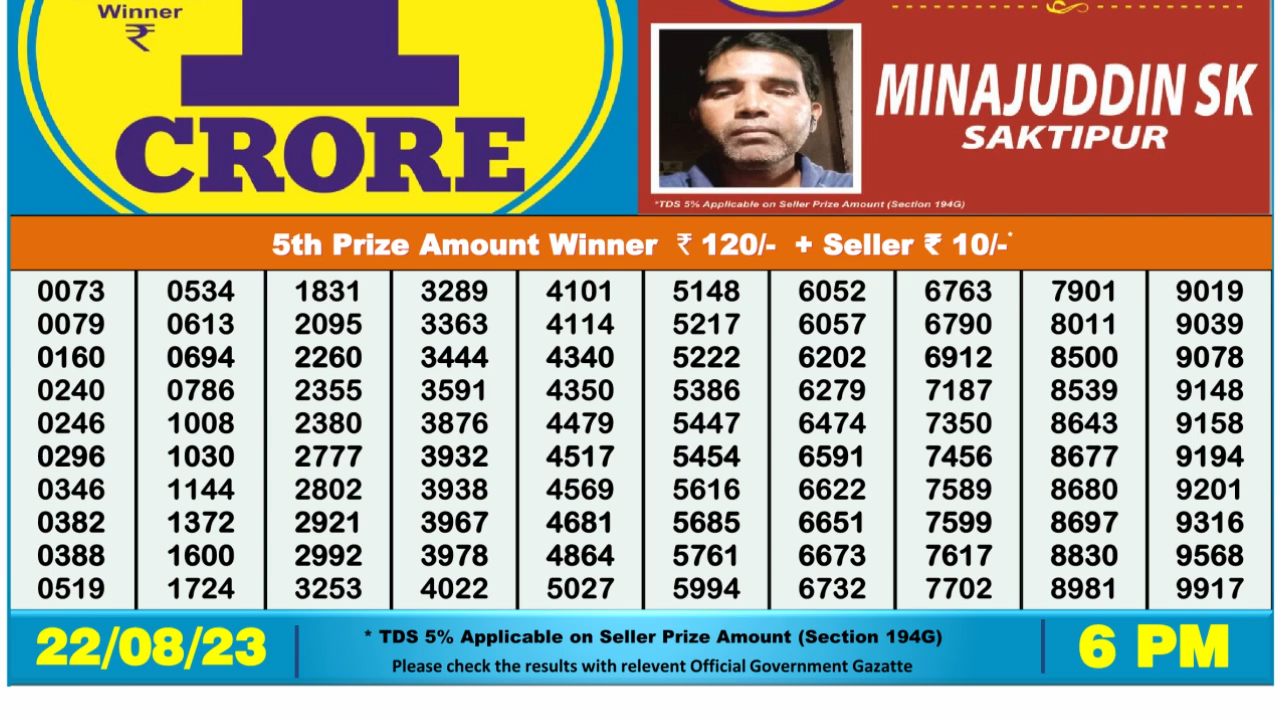 Winner
₹
1
CRORE
MINAJUDDIN SK
SAKTIPUR
*TDS 5% Applicable on Seller Prize Amount (Section 194G)
5th Prize Amount Winner ₹ 120/- + Seller ₹ 10/-*
0073 0534 1831 3289 4101 5148 6052 6763 7901 9019
0079 0613 2095 3363 4114 5217 6057 6790 8011 9039
0160 0694 2260 3444 4340 5222 6202 6912 8500 9078
0240 0786 2355 3591 4350 5386 6279 7187 8539 9148
0246 1008 2380 3876 4479 5447 6474 7350 8643 9158
0296 1030 2777 3932 4517 5454 6591 7456 8677 9194
0346 1144 2802 3938 4569 5616 6622 7589 8680 9201
0382 1372 2921 3967 4681 5685 6651 7599 8697 9316
0388 1600 2992 3978 4864 5761 6673 7617 8830 9568
0519 1724 3253 4022 5027 5994 6732 7702 8981 9917
22/08/23
* TDS 5% Applicable on Seller Prize Amount (Section 194G)
Please check the results with relevent Official Government Gazatte
6 PM